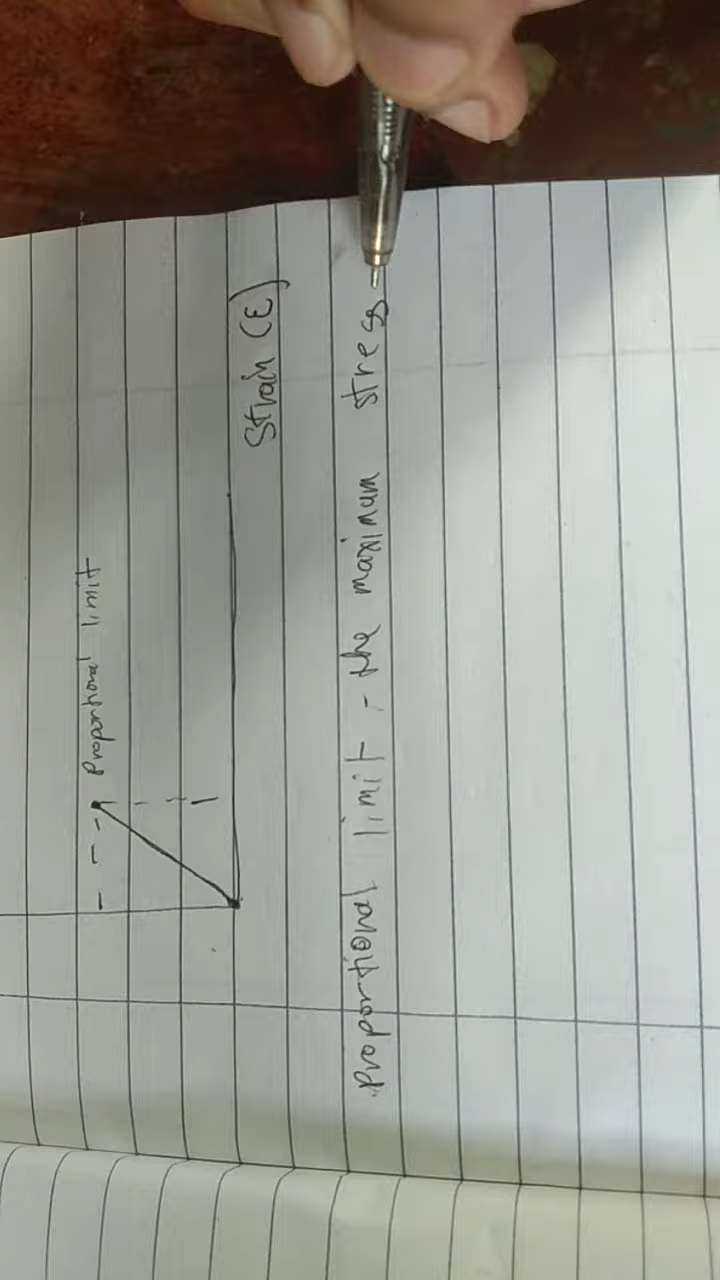 proportional limit
Strain (ε)
proportional limit - the maximum stress